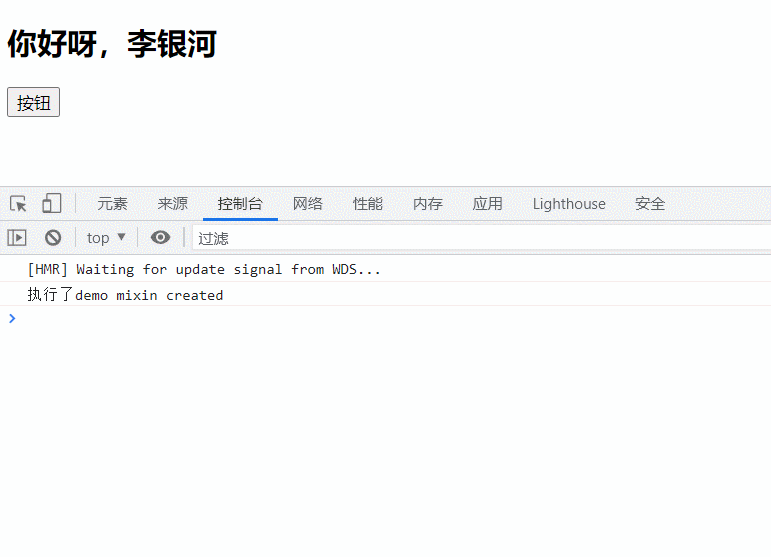 你好呀，李银河
按钮
元素 来源 控制台 网络 性能 内存 应用 Lighthouse 安全
top ▼ 过滤
[HMR] Waiting for update signal from WDS...
执行了demo mixin created